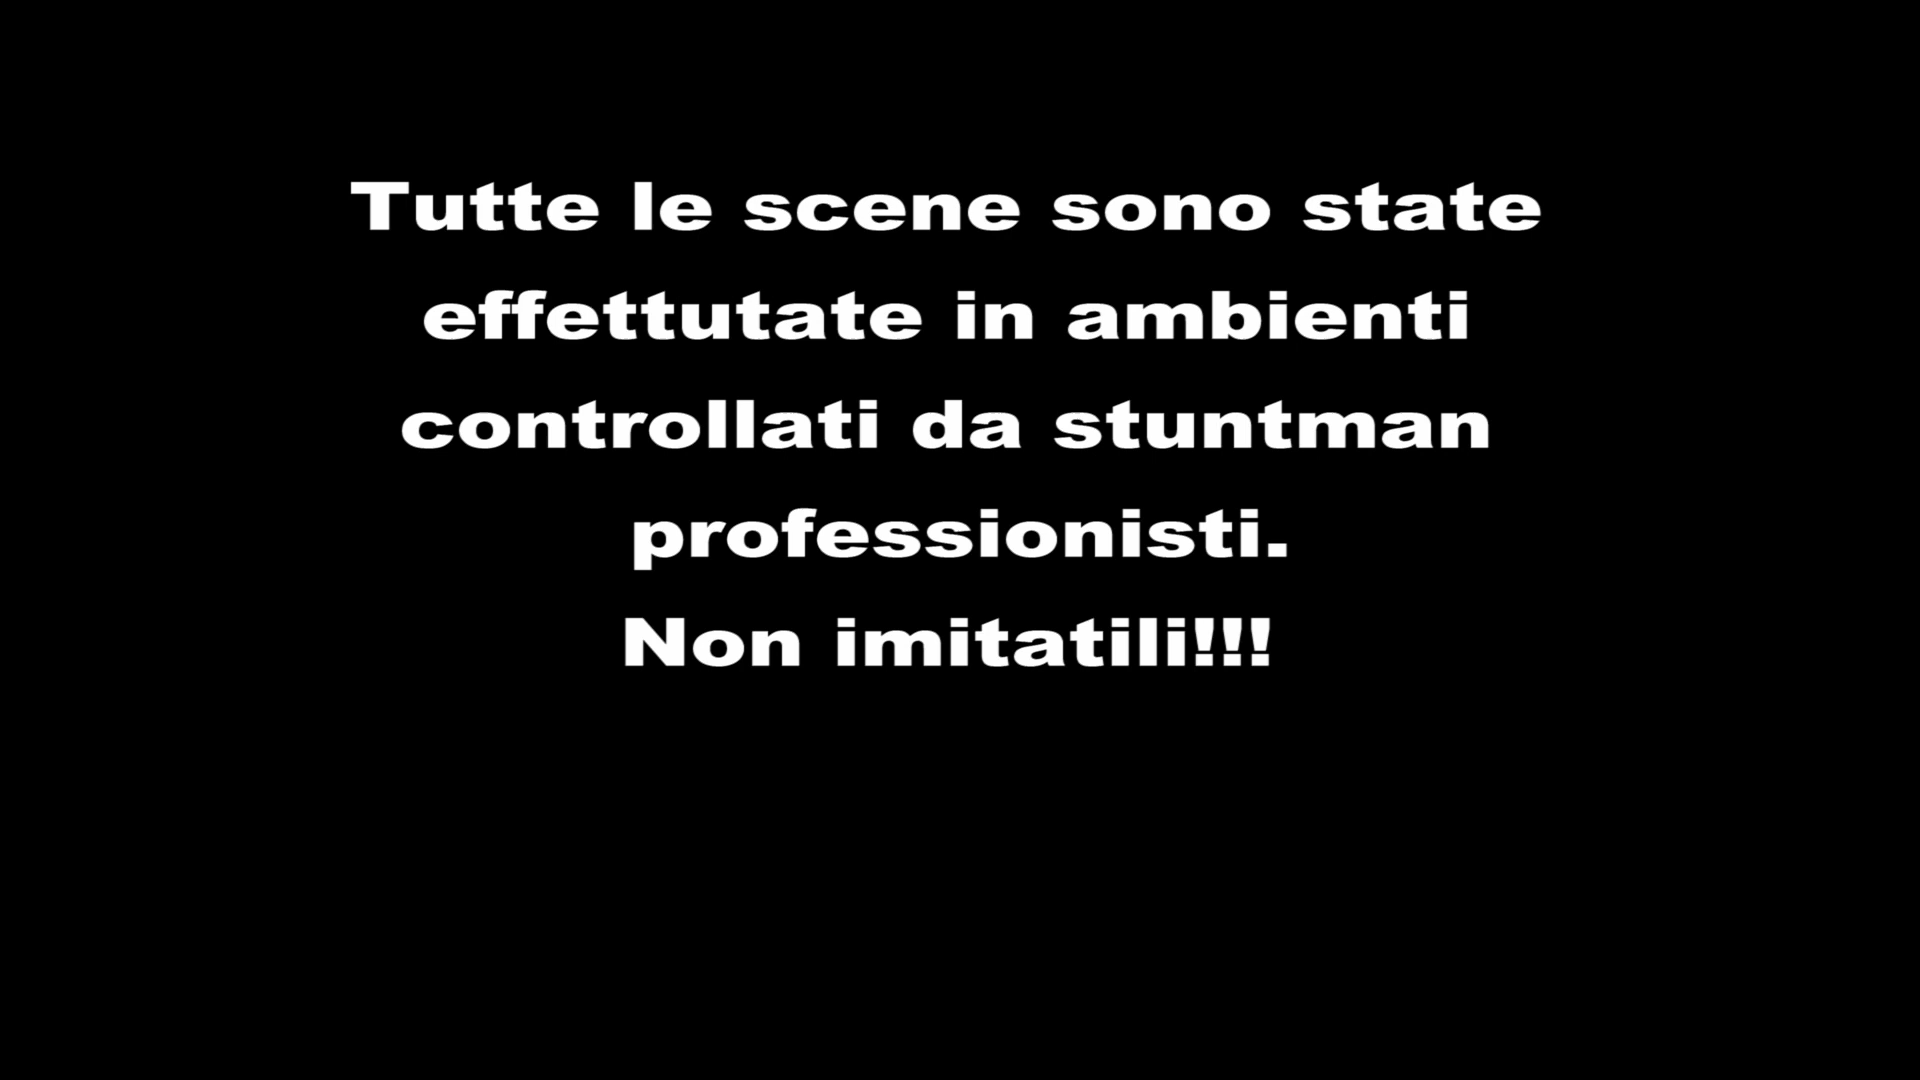 Tutte le scene sono state
effettutate in ambienti
controllati da stuntman
professionisti.
Non imitatili!!!